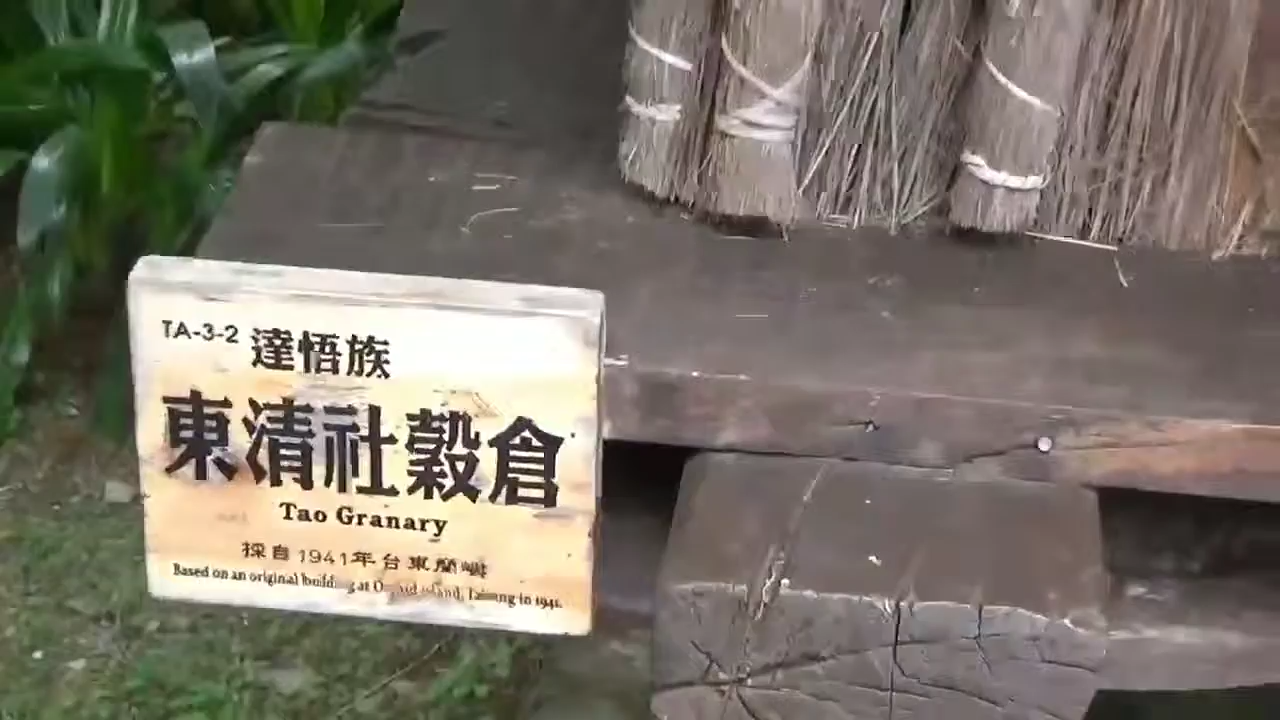 TA-3-2 達悟族
東清社穀倉
Tao Granary
採自1941年台東蘭嶼
Based on an original building at Island, Taitung in 1941.